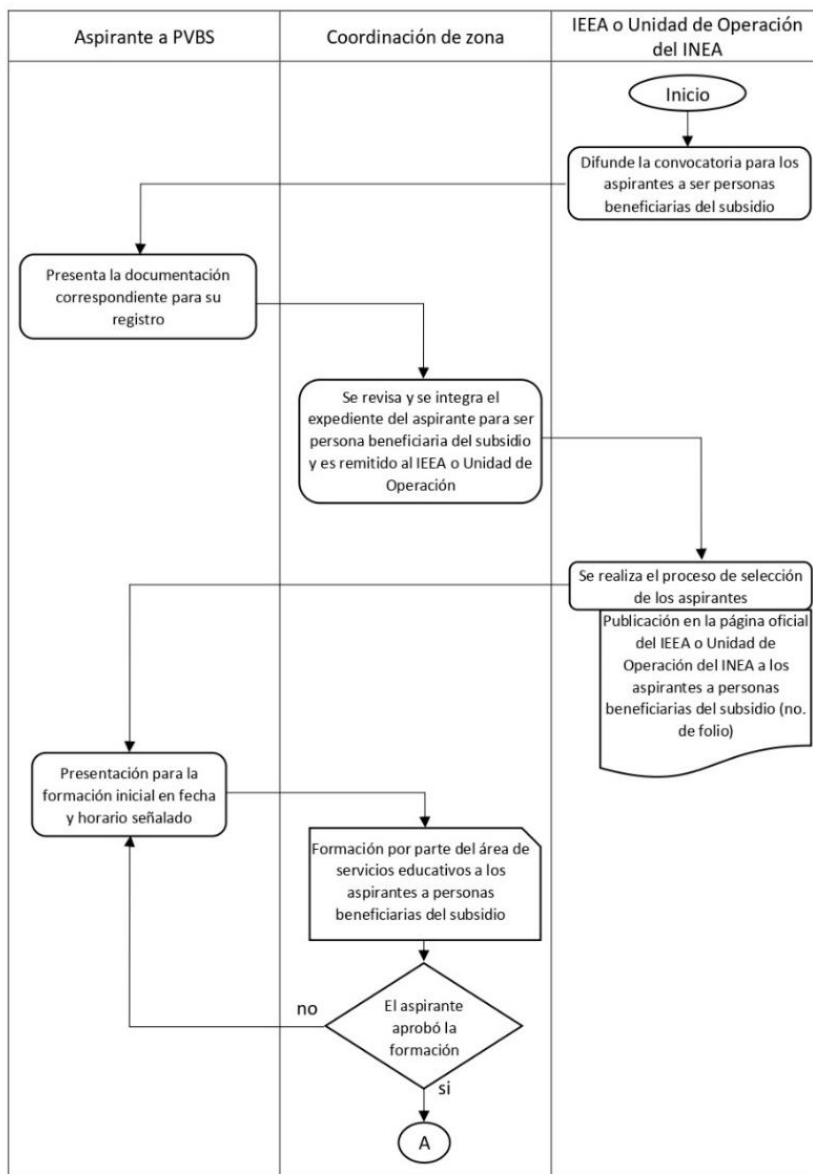 Aspirante a PVBS
Coordinación de zona
IEEA o Unidad de Operación
del INEA
Inicio
Difunde la convocatoria para los
aspirantes a ser personas
beneficiarias del subsidio
Presenta la documentación
correspondiente para su
registro
Se revisa y se integra el
expediente del aspirante para ser
persona beneficiaria del subsidio
y es remitido al IEEA o Unidad de
Operación
Se realiza el proceso de selección
de los aspirantes
Publicación en la página oficial
del IEEA o Unidad de
Operación del INEA a los
aspirantes a personas
beneficiarias del subsidio (no.
de folio)
Presentación para la
formación inicial en fecha
y horario señalado
Formación por parte del área de
servicios educativos a los
aspirantes a personas
beneficiarias del subsidio
no
El aspirante
aprobó la
formación
si
A